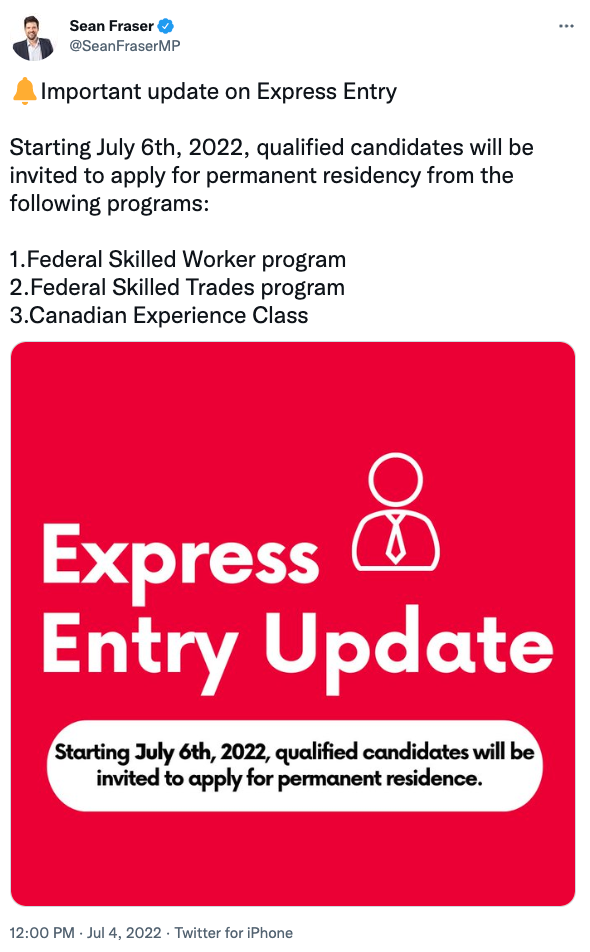 Sean Fraser
@SeanFraserMP
🔔Important update on Express Entry
Starting July 6th, 2022, qualified candidates will be
invited to apply for permanent residency from the
following programs:
1.Federal Skilled Worker program
2.Federal Skilled Trades program
3.Canadian Experience Class
Express
Entry Update
Starting July 6th, 2022, qualified candidates will be
invited to apply for permanent residence.
12:00 PM · Jul 4, 2022 · Twitter for iPhone